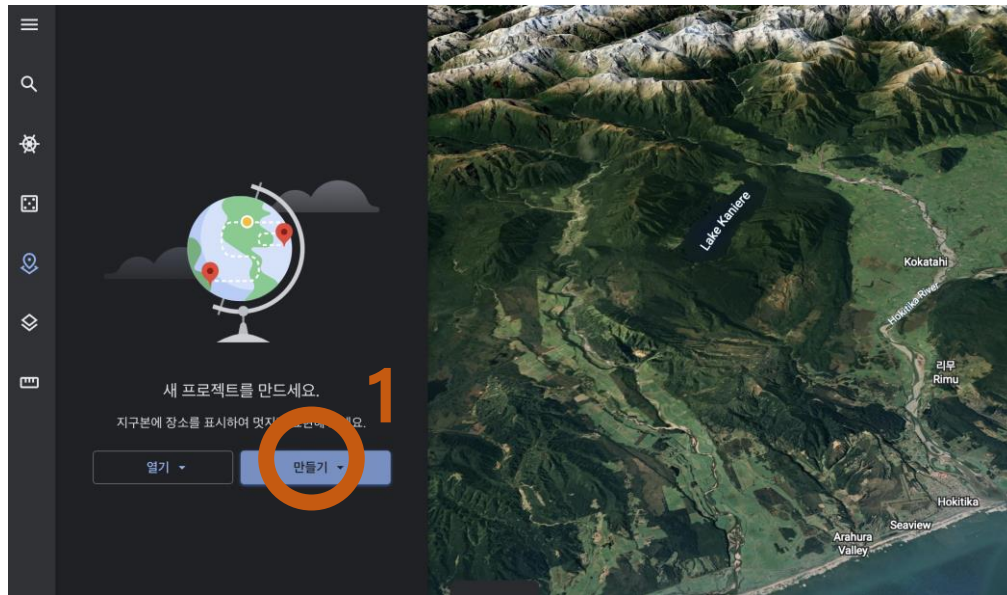 새 프로젝트를 만드세요.
1
지구본에 장소를 표시하여 멋지
요.
열기
만들기
Lake Kaniere
Kokatahi
Hokitika River
리무
Rimu
Hokitika
Seaview
Arahura
Valley